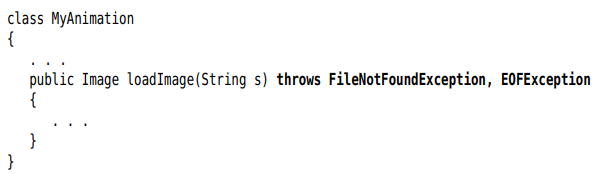 class MyAnimation
{
. . .
public Image loadImage(String s) throws FileNotFoundException, EOFException
{
. . .
}
}